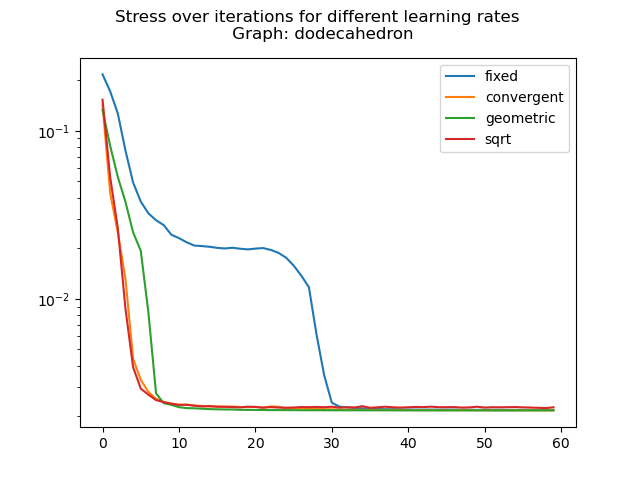 Stress over iterations for different learning rates
Graph: dodecahedron
fixed
convergent
geometric
sqrt
10⁻¹
10⁻²
0 10 20 30 40 50 60